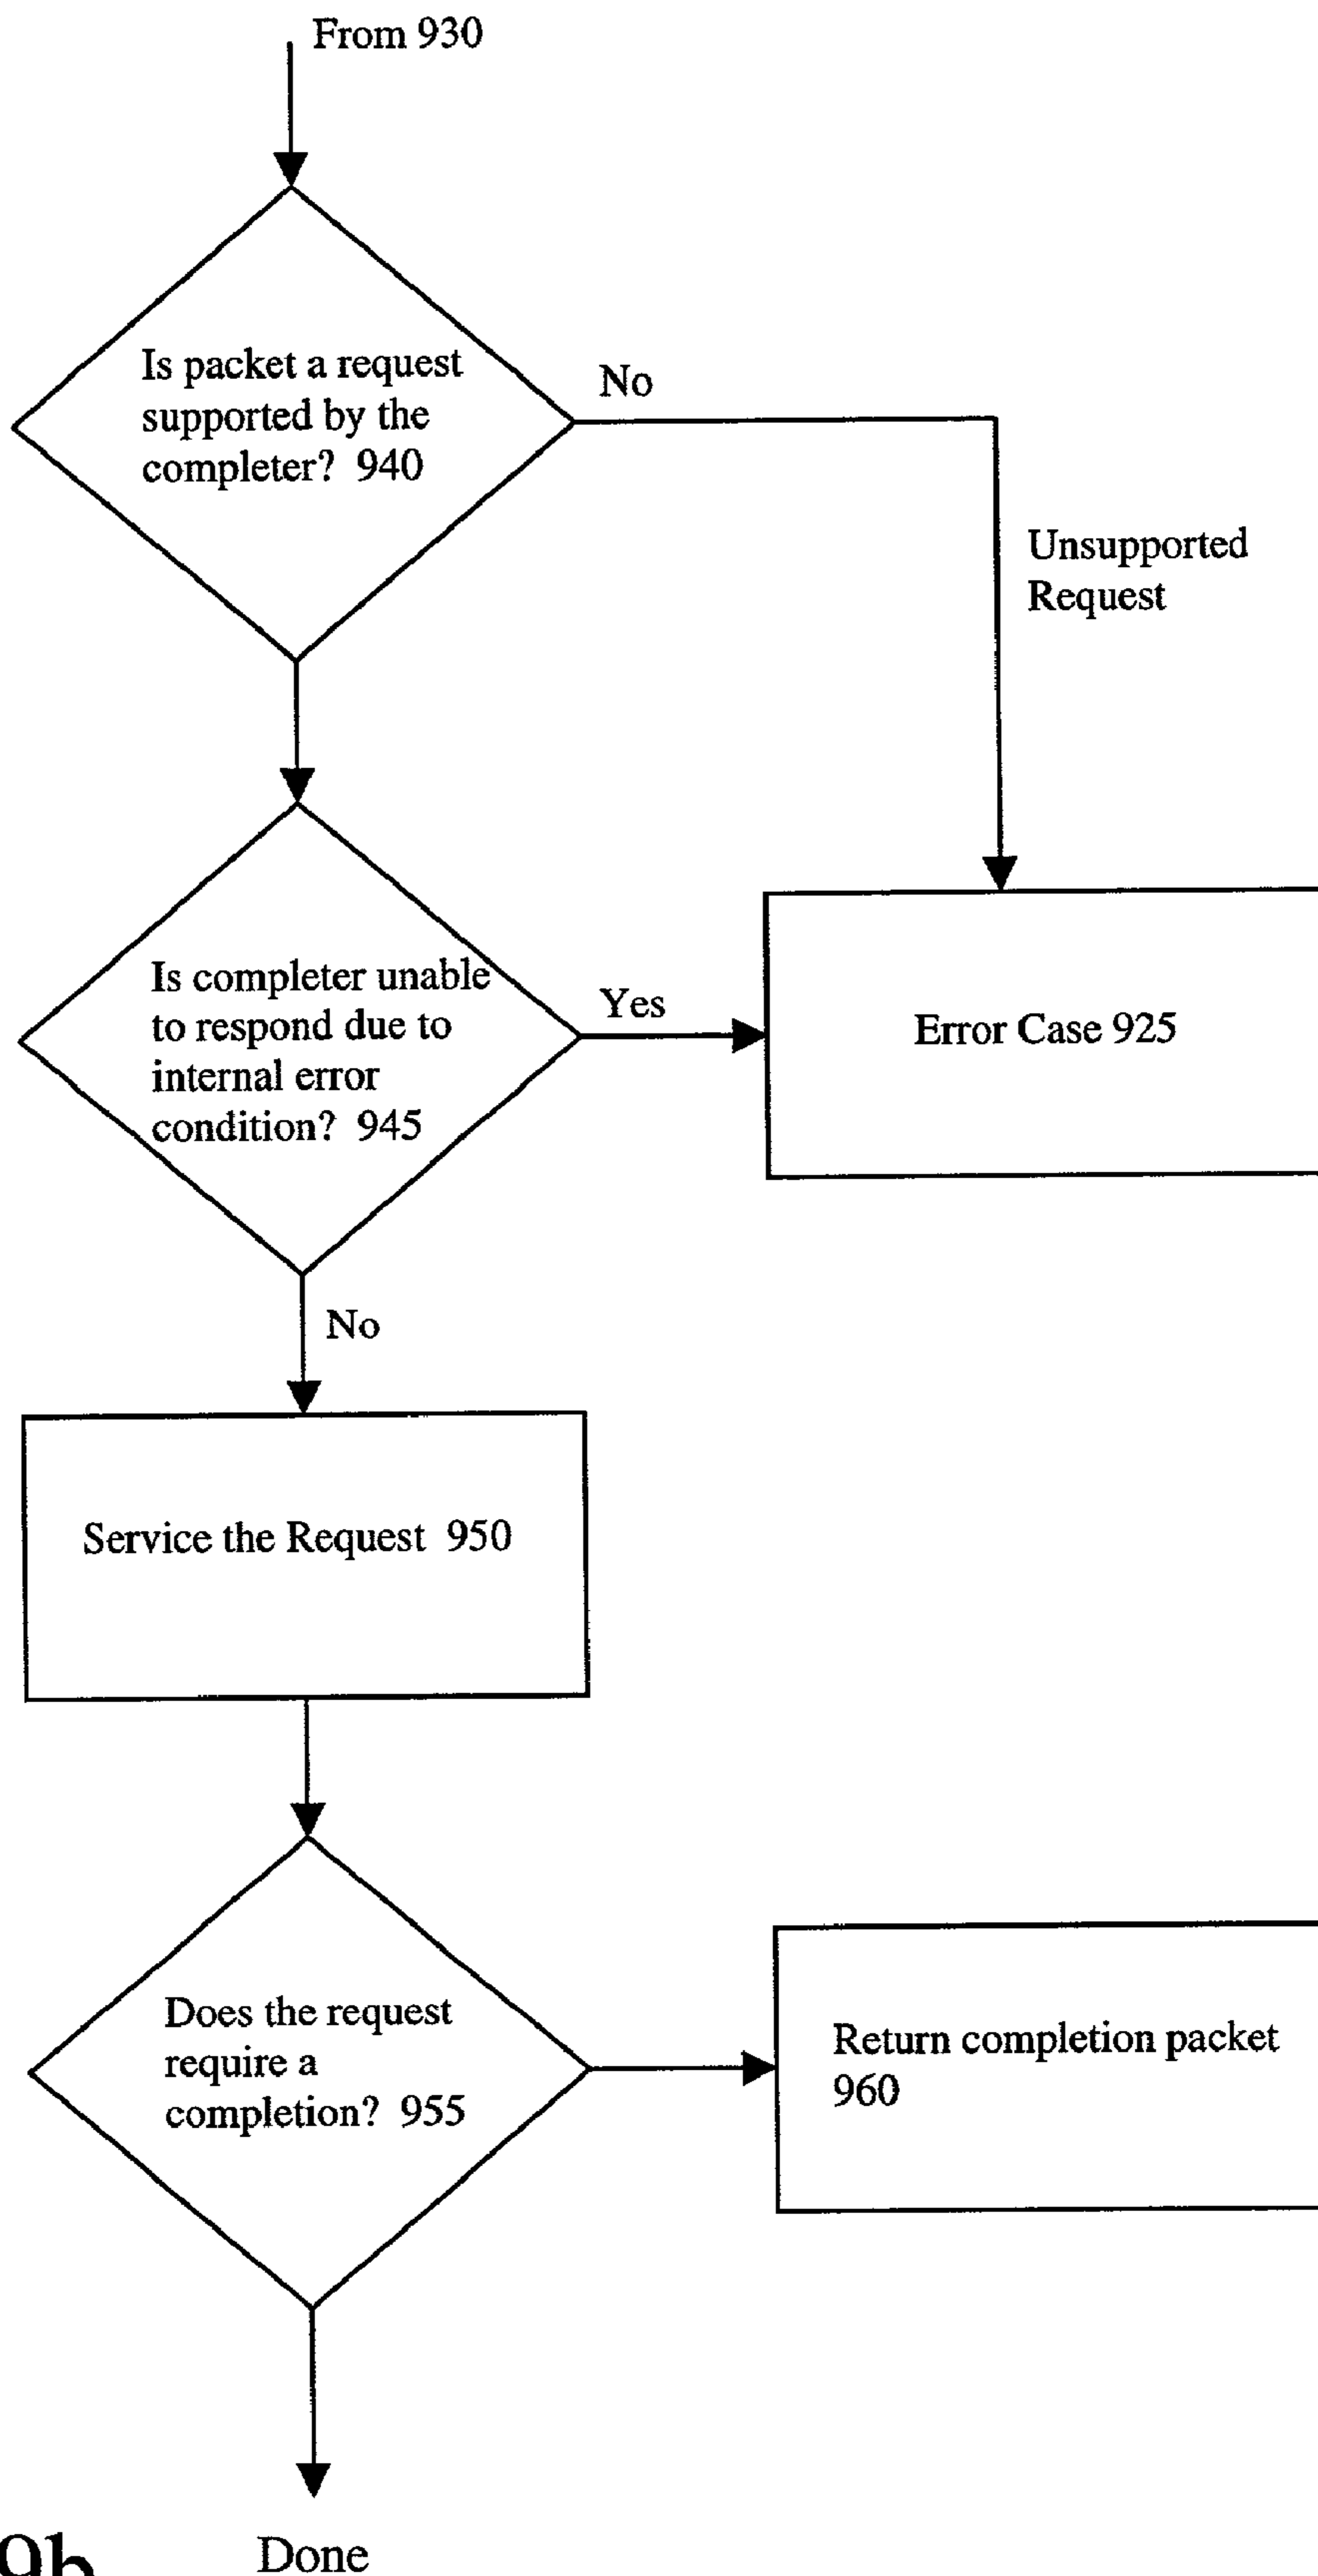 From 930
Is packet a request
supported by the
completer? 940
No
Unsupported
Request
Is completer unable
to respond due to
internal error
condition? 945
Yes
Error Case 925
No
Service the Request 950
Does the request
require a
completion? 955
Return completion packet
960
9b
Done